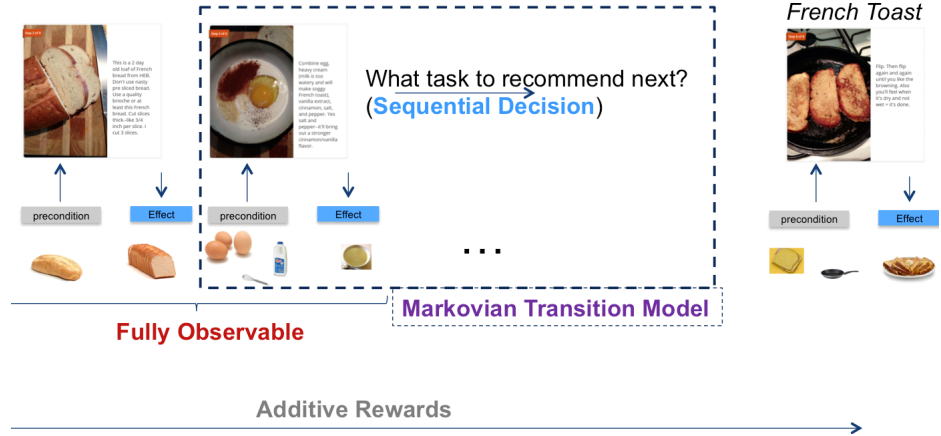 French Toast
Step 2 of 6
This is a 2 day
old loaf of French
bread from HEB.
Don't use nasty
pre sliced bread.
Use a quality
brioche or at
least this French
bread. Cut slices
thick--like 3/4
inch per slice. I
cut 3 slices.
Combine egg,
heavy cream
(milk is too
watery and will
make soggy
French toast),
vanilla extract,
cinnamon, salt,
and pepper. Yes
salt and
pepper--it'll bring
out a stronger
cinnamon/vanilla
flavor.
What task to recommend next?
(Sequential Decision)
Flip. Then flip
again and again
until you like the
browning. Also
you'll feel when
it's dry and not
wet = it's done.
precondition
Effect
precondition
Effect
...
precondition
Effect
Markovian Transition Model
Fully Observable
Additive Rewards